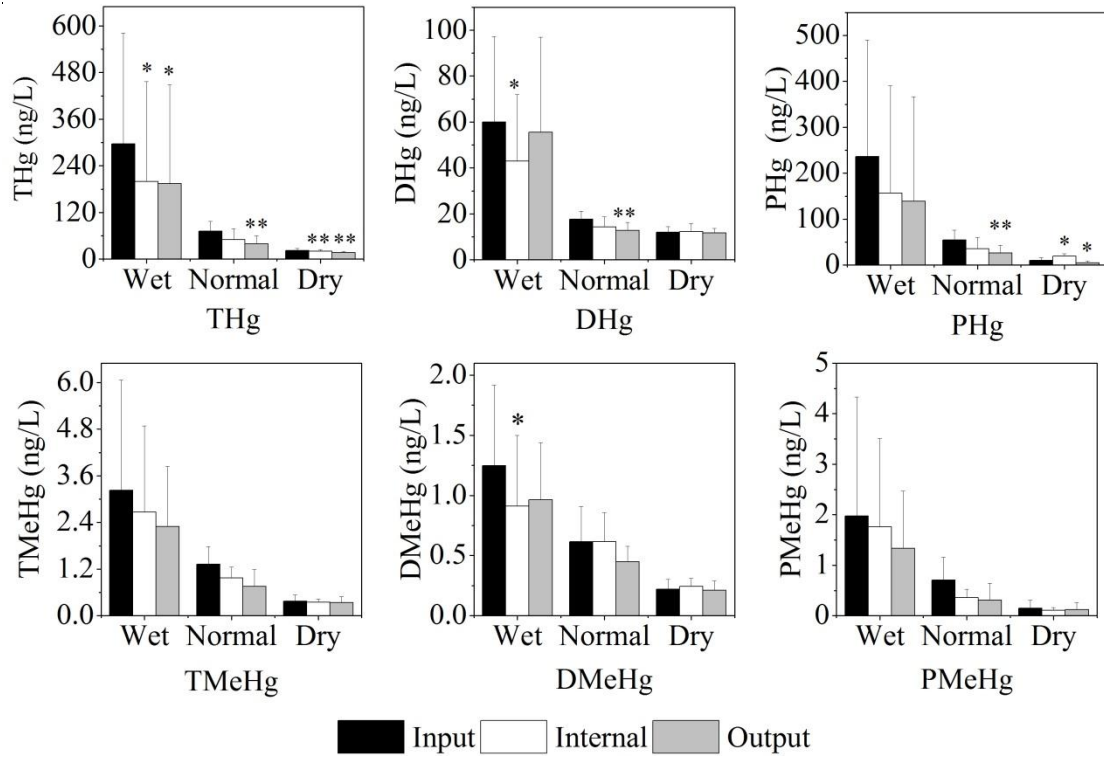 THg (ng/L)
600
480
360
240
120
0
* *
**
** **
Wet Normal Dry
THg
DHg (ng/L)
100
80
60
40
20
0
*
**
Wet Normal Dry
DHg
PHg (ng/L)
500
400
300
200
100
0
**
* *
Wet Normal Dry
PHg
TMeHg (ng/L)
6.0
4.8
3.6
2.4
1.2
0.0
Wet Normal Dry
TMeHg
DMeHg (ng/L)
2.0
1.5
1.0
0.5
0.0
*
Wet Normal Dry
DMeHg
PMeHg (ng/L)
5
4
3
2
1
0
Wet Normal Dry
PMeHg
Input Internal Output